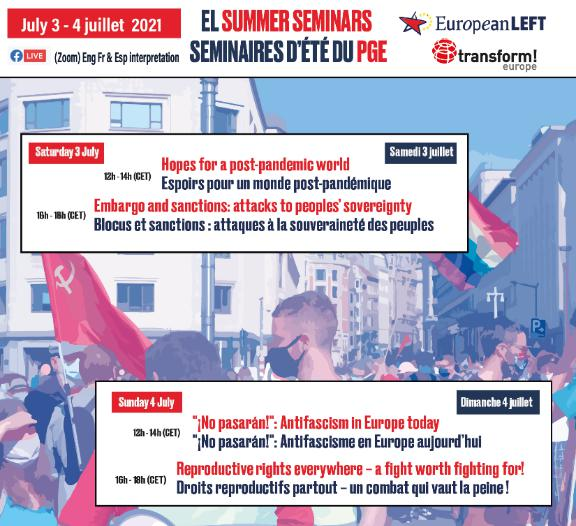 July 3 - 4 juillet 2021
LIVE (Zoom) Eng Fr & Esp interpretation
EL SUMMER SEMINARS
SEMINAIRES D'ÉTÉ DU PGE
European LEFT
transform!
europe
Saturday 3 July
Samedi 3 juillet
12h - 14h (CET) Hopes for a post-pandemic world
Espoirs pour un monde post-pandémique
16h - 18h (CET) Embargo and sanctions: attacks to peoples' sovereignty
Blocus et sanctions : attaques à la souveraineté des peuples
P
Sunday 4 July
Dimanche 4 juillet
12h - 14h (CET) "¡No pasarán!": Antifascism in Europe today
"¡No pasarán!": Antifascisme en Europe aujourd'hui
16h - 18h (CET) Reproductive rights everywhere – a fight worth fighting for!
Droits reproductifs partout – un combat qui vaut la peine !